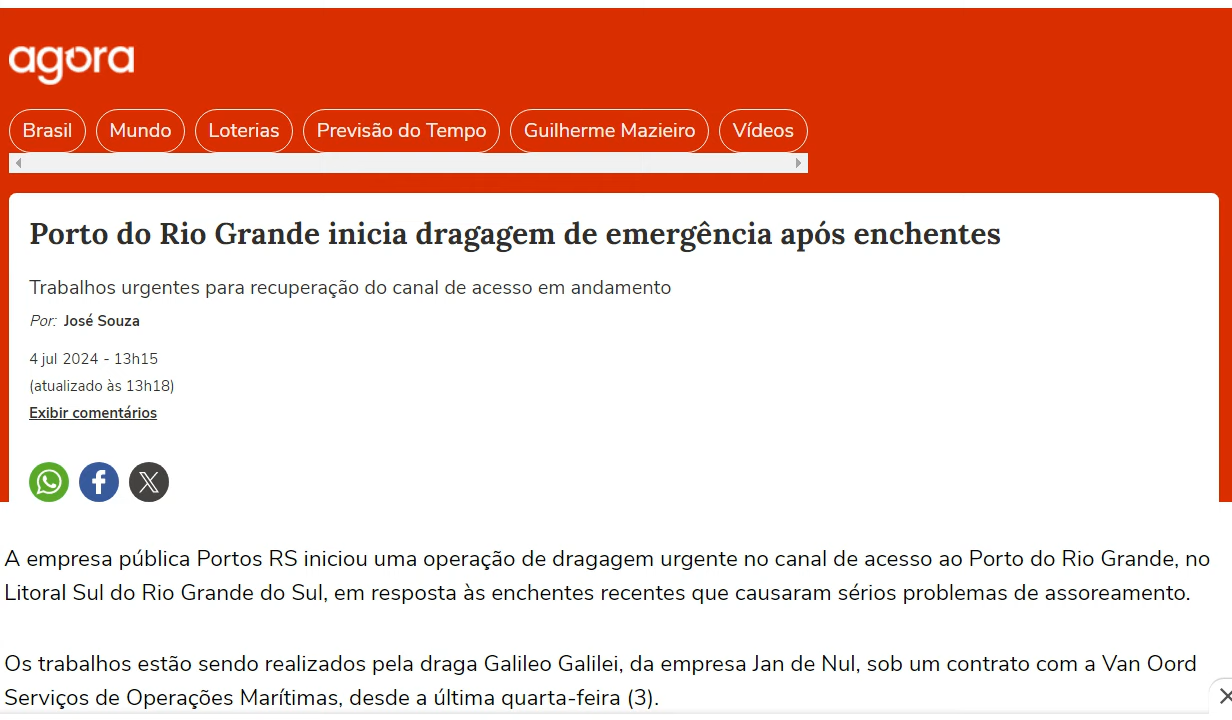 agora
Brasil Mundo Loterias Previsão do Tempo Guilherme Mazieiro Vídeos
Porto do Rio Grande inicia dragagem de emergência após enchentes
Trabalhos urgentes para recuperação do canal de acesso em andamento
Por: José Souza
4 jul 2024 - 13h15
(atualizado às 13h18)
Exibir comentários
A empresa pública Portos RS iniciou uma operação de dragagem urgente no canal de acesso ao Porto do Rio Grande, no
Litoral Sul do Rio Grande do Sul, em resposta às enchentes recentes que causaram sérios problemas de assoreamento.
Os trabalhos estão sendo realizados pela draga Galileo Galilei, da empresa Jan de Nul, sob um contrato com a Van Oord
Serviços de Operações Marítimas, desde a última quarta-feira (3).